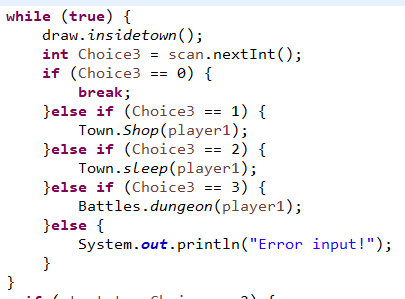 while (true) {
    draw.insidetown();
    int Choice3 = scan.nextInt();
    if (Choice3 == 0) {
        break;
    }else if (Choice3 == 1) {
        Town.Shop(player1);
    }else if (Choice3 == 2) {
        Town.sleep(player1);
    }else if (Choice3 == 3) {
        Battles.dungeon(player1);
    }else {
        System.out.println("Error input!");
    }
}